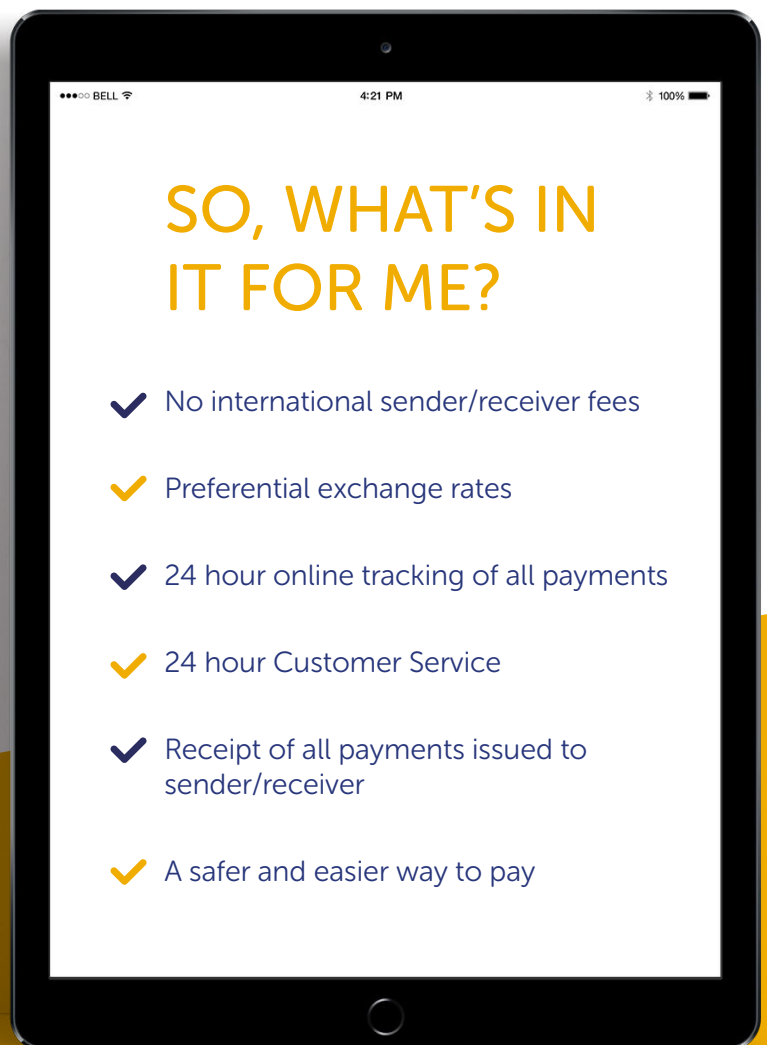 BELL 4:21 PM 100%
SO, WHAT'S IN
IT FOR ME?
No international sender/receiver fees
Preferential exchange rates
24 hour online tracking of all payments
24 hour Customer Service
Receipt of all payments issued to
sender/receiver
A safer and easier way to pay